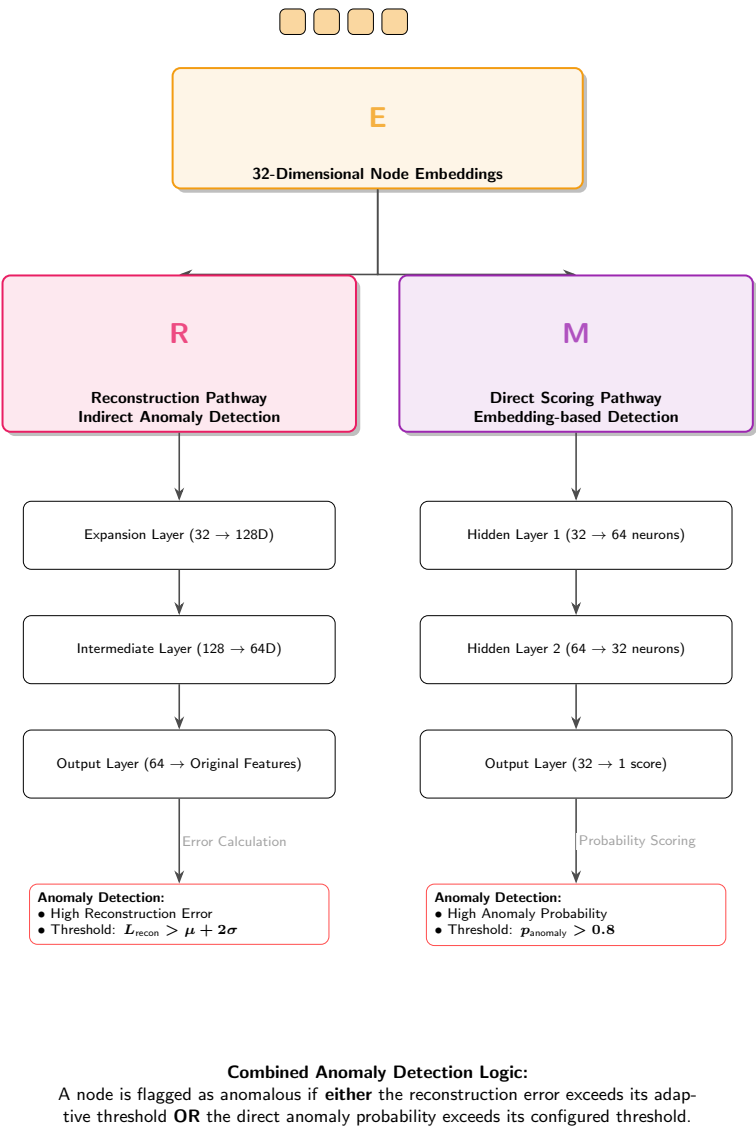 E
32-Dimensional Node Embeddings
R
Reconstruction Pathway
Indirect Anomaly Detection
M
Direct Scoring Pathway
Embedding-based Detection
Expansion Layer (32 → 128D)
Hidden Layer 1 (32 → 64 neurons)
Intermediate Layer (128 → 64D)
Hidden Layer 2 (64 → 32 neurons)
Output Layer (64 → Original Features)
Output Layer (32 → 1 score)
Error Calculation
Probability Scoring
Anomaly Detection:
• High Reconstruction Error
• Threshold: L_recon > μ + 2σ
Anomaly Detection:
• High Anomaly Probability
• Threshold: p_anomaly > 0.8
Combined Anomaly Detection Logic:
A node is flagged as anomalous if either the reconstruction error exceeds its adap-
tive threshold OR the direct anomaly probability exceeds its configured threshold.